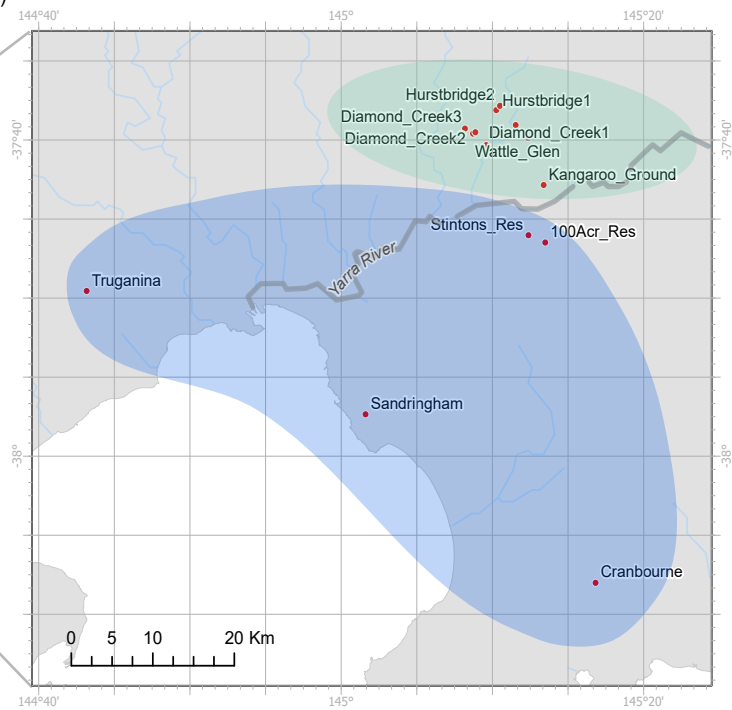 )
144°40' 145° 145°20'
Hurstbridge2
Hurstbridge1
Diamond_Creek3
Diamond_Creek2
Diamond_Creek1
Wattle_Glen
-37°40'
-37°40'
Kangaroo_Ground
Stintons_Res
100Acr_Res
Yarra River
Truganina
Sandringham
-38°
-38°
Cranbourne
0 5 10 20 Km
144°40' 145° 145°20'